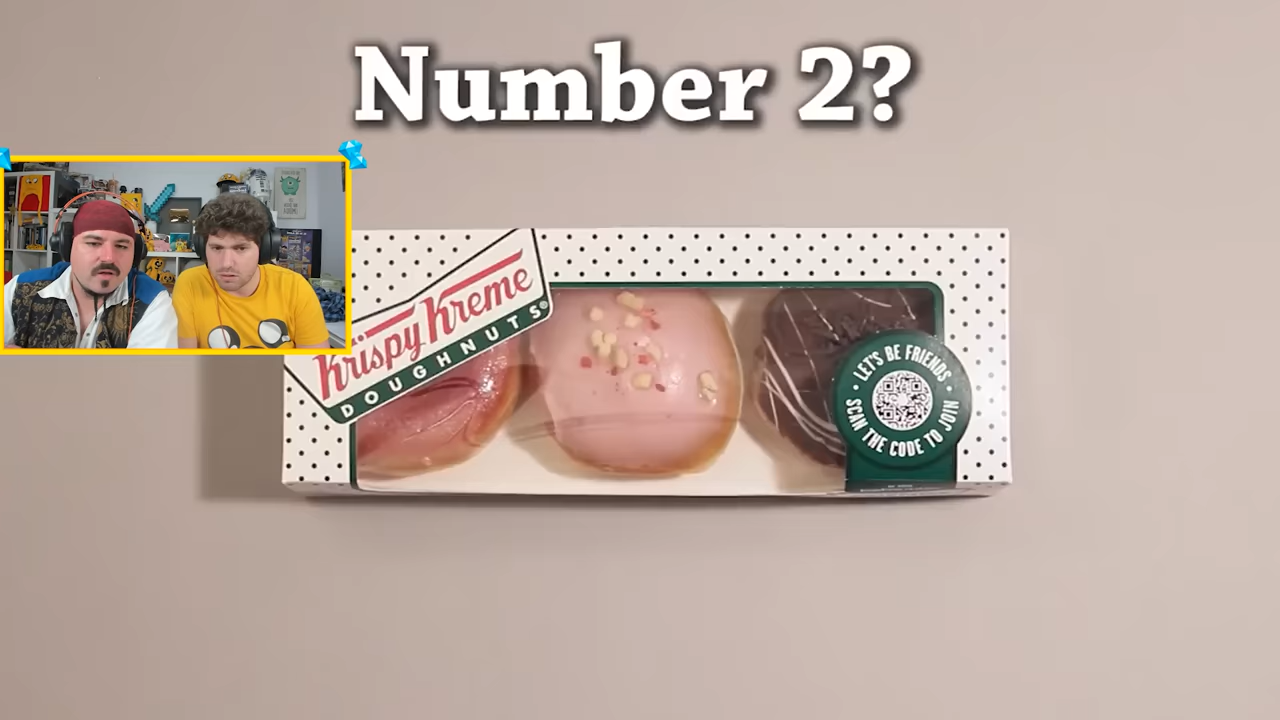 Number 2?
Krispy Kreme
DOUGHNUTS®
· LET'S BE FRIENDS ·
SCAN THE CODE TO JOIN